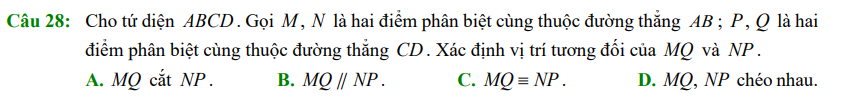 Câu 28: Cho tứ diện ABCD. Gọi M, N là hai điểm phân biệt cùng thuộc đường thẳng AB; P, Q là hai
điểm phân biệt cùng thuộc đường thẳng CD. Xác định vị trí tương đối của MQ và NP.
A. MQ cắt NP. B. MQ // NP. C. MQ ≡ NP. D. MQ, NP chéo nhau.